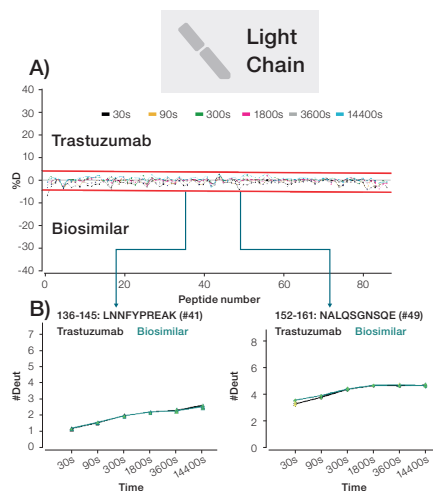 Light
Chain
A)
40
30s 90s 300s 1800s 3600s 14400s
30
20
Trastuzumab
10
0
%D
-10
Biosimilar
-20
-30
-40
0 20 40 60 80
Peptide number
B)
136-145: LNNFYPREAK (#41)
Trastuzumab Biosimilar
7
6
5
4
3
2
1
0
#Deut
30s 90s 300s 1800s 3600s 14400s
Time
152-161: NALQSGNSQE (#49)
Trastuzumab Biosimilar
8
6
4
2
0
#Deut
30s 90s 300s 1800s 3600s 14400s
Time